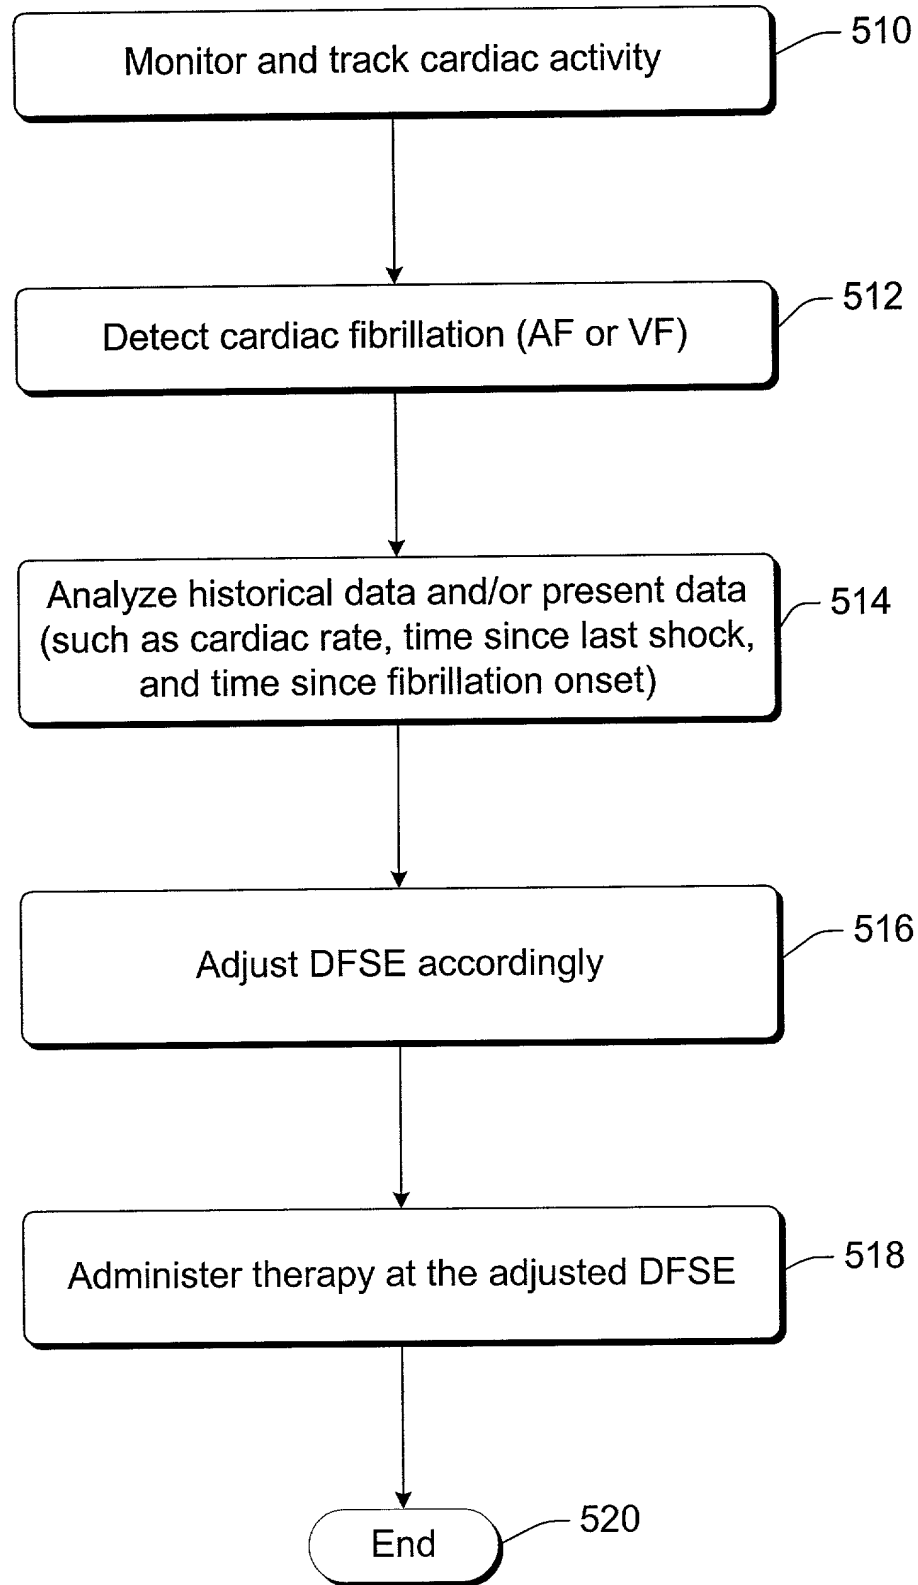 Monitor and track cardiac activity
510
Detect cardiac fibrillation (AF or VF)
512
Analyze historical data and/or present data
(such as cardiac rate, time since last shock,
and time since fibrillation onset)
514
Adjust DFSE accordingly
516
Administer therapy at the adjusted DFSE
518
End
520